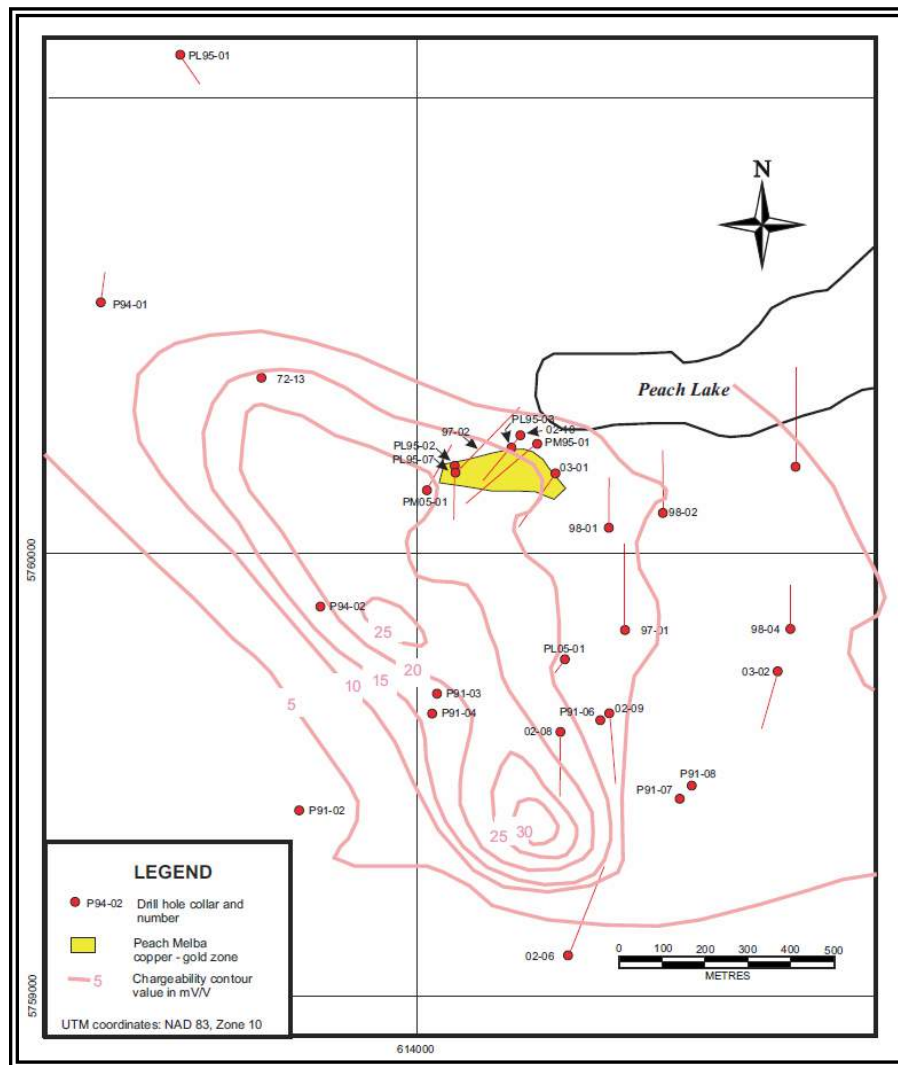 PL95-01
N
P94-01
72-13
Peach Lake
PL95-03
97-02
02-10
PM95-01
PL95-02
PL95-07
03-01
PM05-01
98-02
98-01
5760000
P94-02
25
97-01
98-04
PL05-01
20
03-02
10
15
P91-03
5
P91-04
P91-06
02-09
02-08
P91-08
P91-07
P91-02
25
30
LEGEND
P94-02 Drill hole collar and
number
Peach Melba
copper - gold zone
5 Chargeability contour
value in mV/V
UTM coordinates: NAD 83, Zone 10
02-06
0 100 200 300 400 500
METRES
5759000
614000